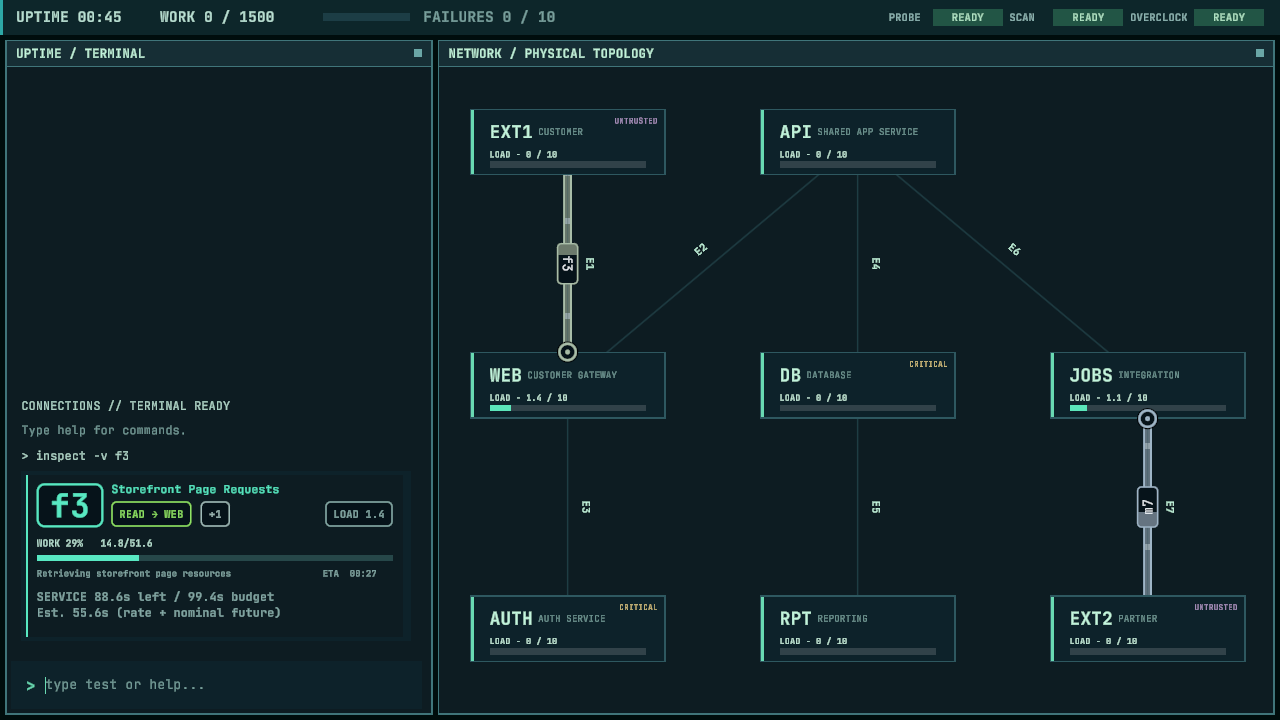 UPTIME 00:45 WORK 0 / 1500 FAILURES 0 / 10 PROBE READY SCAN READY OVERCLOCK READY
UPTIME / TERMINAL
CONNECTIONS // TERMINAL READY
Type help for commands.
> inspect -v f3
f3
Storefront Page Requests
READ → WEB +1 LOAD 1.4
WORK 29% 14.8/51.6
Retrieving storefront page resources ETA 00:27
SERVICE 88.6s left / 99.4s budget
Est. 55.6s (rate + nominal future)
> type test or help...
NETWORK / PHYSICAL TOPOLOGY
UNTRUSTED
EXT1 CUSTOMER
LOAD - 0 / 10
API SHARED APP SERVICE
LOAD - 0 / 10
f3
E1
E2
E4
E6
WEB CUSTOMER GATEWAY
LOAD - 1.4 / 10
CRITICAL
DB DATABASE
LOAD - 0 / 10
JOBS INTEGRATION
LOAD - 1.1 / 10
E3
E5
m7
E7
CRITICAL
AUTH AUTH SERVICE
LOAD - 0 / 10
RPT REPORTING
LOAD - 0 / 10
UNTRUSTED
EXT2 PARTNER
LOAD - 0 / 10